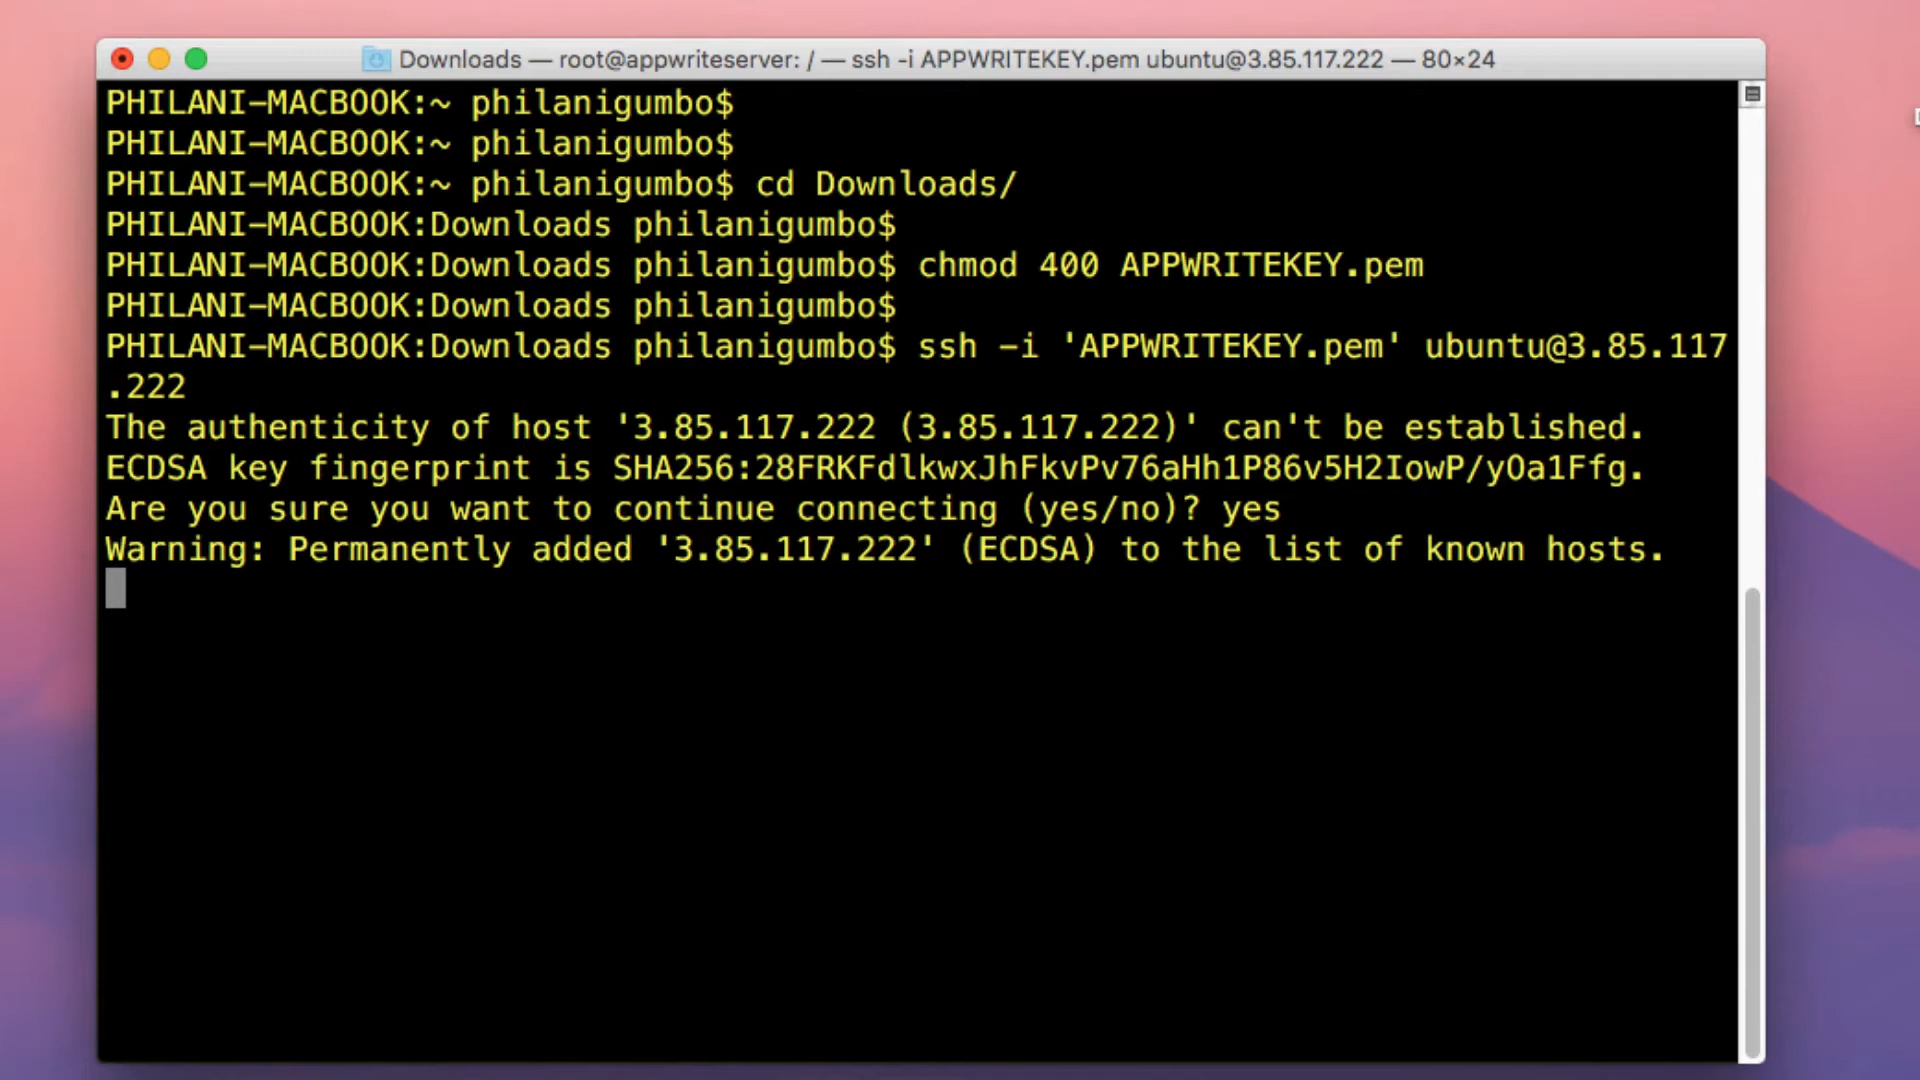 Downloads — root@appwriteserver: / — ssh -i APPWRITEKEY.pem ubuntu@3.85.117.222 — 80×24
PHILANI-MACBOOK:~ philanigumbo$
PHILANI-MACBOOK:~ philanigumbo$
PHILANI-MACBOOK:~ philanigumbo$ cd Downloads/
PHILANI-MACBOOK:Downloads philanigumbo$
PHILANI-MACBOOK:Downloads philanigumbo$ chmod 400 APPWRITEKEY.pem
PHILANI-MACBOOK:Downloads philanigumbo$
PHILANI-MACBOOK:Downloads philanigumbo$ ssh -i 'APPWRITEKEY.pem' ubuntu@3.85.117
.222
The authenticity of host '3.85.117.222 (3.85.117.222)' can't be established.
ECDSA key fingerprint is SHA256:28FRKFdlkwxJhFkvPv76aHh1P86v5H2IowP/yOa1Ffg.
Are you sure you want to continue connecting (yes/no)? yes
Warning: Permanently added '3.85.117.222' (ECDSA) to the list of known hosts.